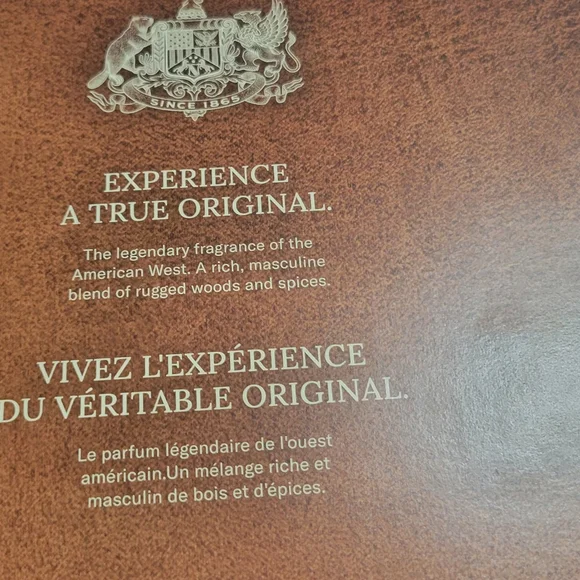 SINCE 1865
EXPERIENCE
A TRUE ORIGINAL.
The legendary fragrance of the
American West. A rich, masculine
blend of rugged woods and spices.
VIVEZ L'EXPÉRIENCE
DU VÉRITABLE ORIGINAL.
Le parfum légendaire de l'ouest
américain.Un mélange riche et
masculin de bois et d'épices.